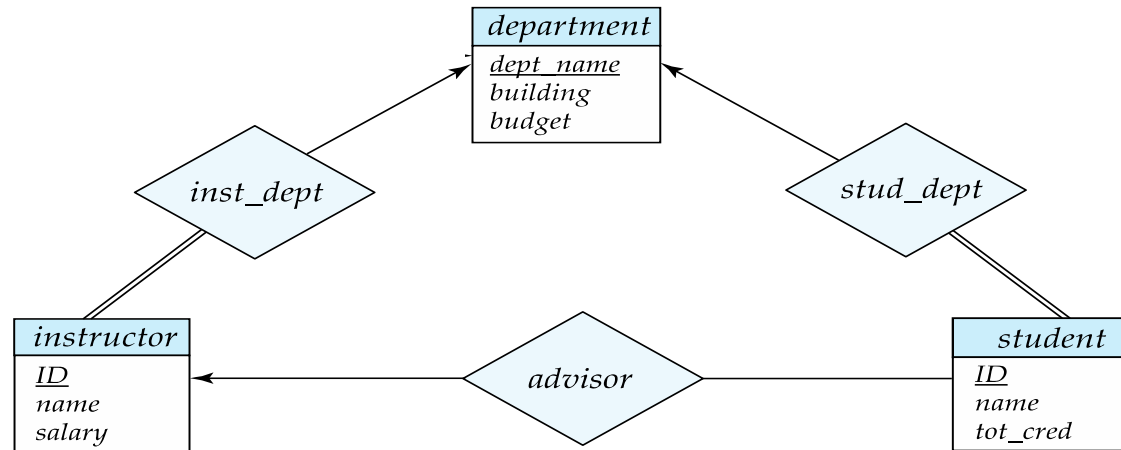 department
dept_name
building
budget
inst_dept
stud_dept
instructor
ID
name
salary
advisor
student
ID
name
tot_cred